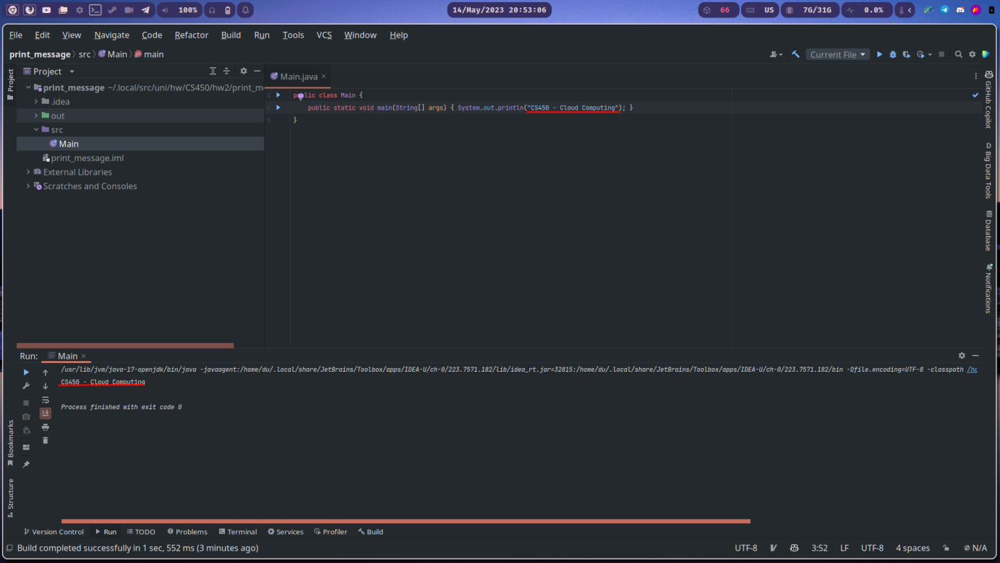 100% 14/May/2023 20:53:06 66 US 7G/31G 0.0%
File Edit View Navigate Code Refactor Build Run Tools VCS Window Help
print_message src Main main Current File
Project
Project
Main.java
print_message ~/.local/src/uni/hw/CS450/hw2/print_m
.idea
out
src
Main
print_message.iml
External Libraries
Scratches and Consoles
1 public class Main {
2 public static void main(String[] args) { System.out.println("CS450 - Cloud Computing"); }
5 }
GitHub Copilot
D Big Data Tools
Database
Notifications
Run: Main
/usr/lib/jvm/java-17-openjdk/bin/java -javaagent:/home/du/.local/share/JetBrains/Toolbox/apps/IDEA-U/ch-0/223.7571.182/lib/idea_rt.jar=32815:/home/du/.local/share/JetBrains/Toolbox/apps/IDEA-U/ch-0/223.7571.182/bin -Dfile.encoding=UTF-8 -classpath /ho
CS450 - Cloud Computing
Process finished with exit code 0
Bookmarks
Structure
Version Control Run TODO Problems Terminal Services Profiler Build
Build completed successfully in 1 sec, 552 ms (3 minutes ago) UTF-8 3:52 LF UTF-8 4 spaces N/A